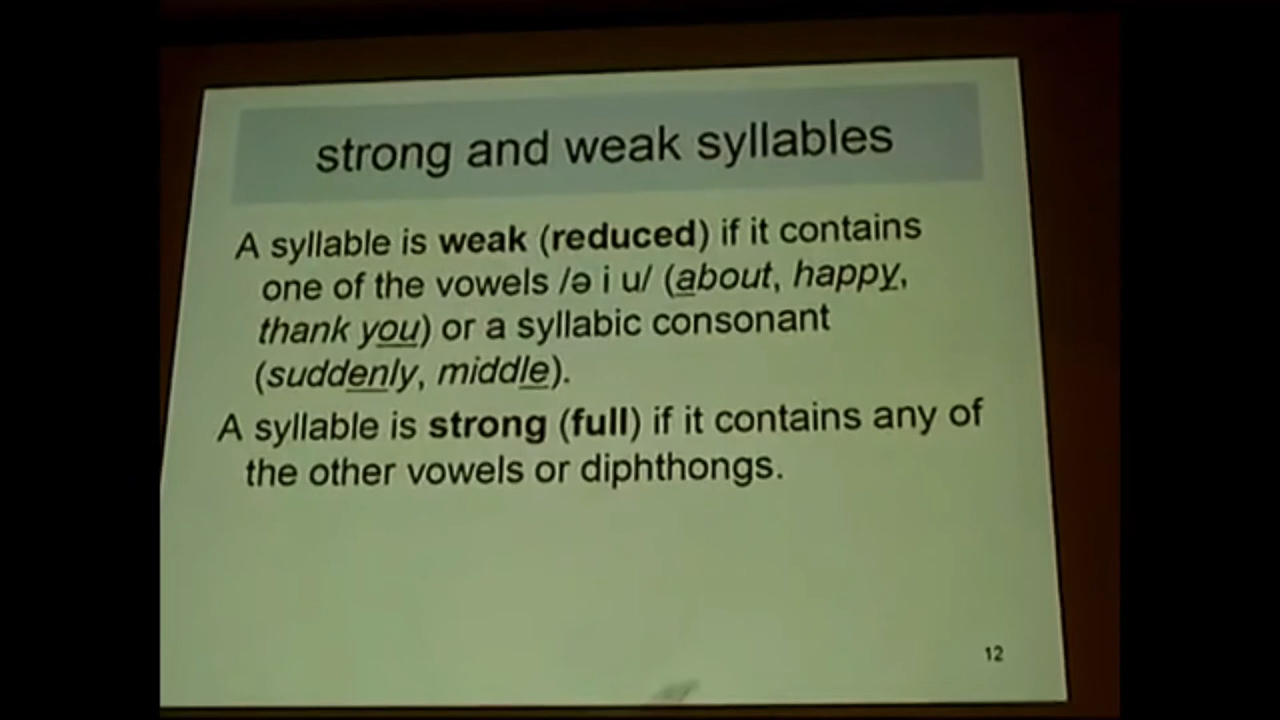 strong and weak syllables
A syllable is weak (reduced) if it contains
one of the vowels /ə i u/ (about, happy,
thank you) or a syllabic consonant
(suddenly, middle).
A syllable is strong (full) if it contains any of
the other vowels or diphthongs.
12